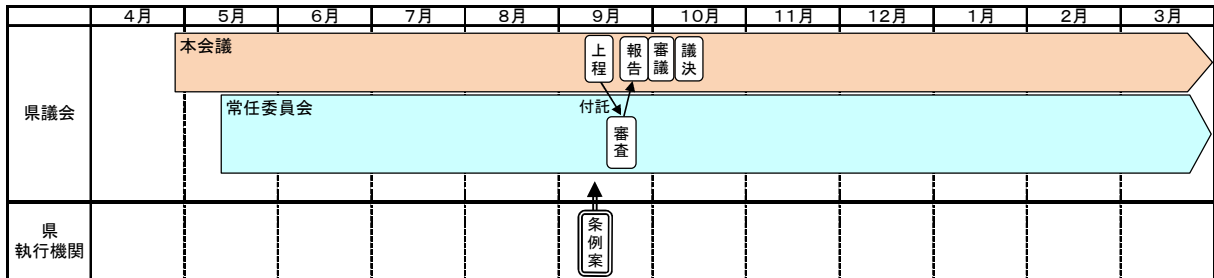 4月 5月 6月 7月 8月 9月 10月 11月 12月 1月 2月 3月
県議会
本会議
上程
報告
審議
議決
常任委員会
付託
審査
県
執行機関
条例案